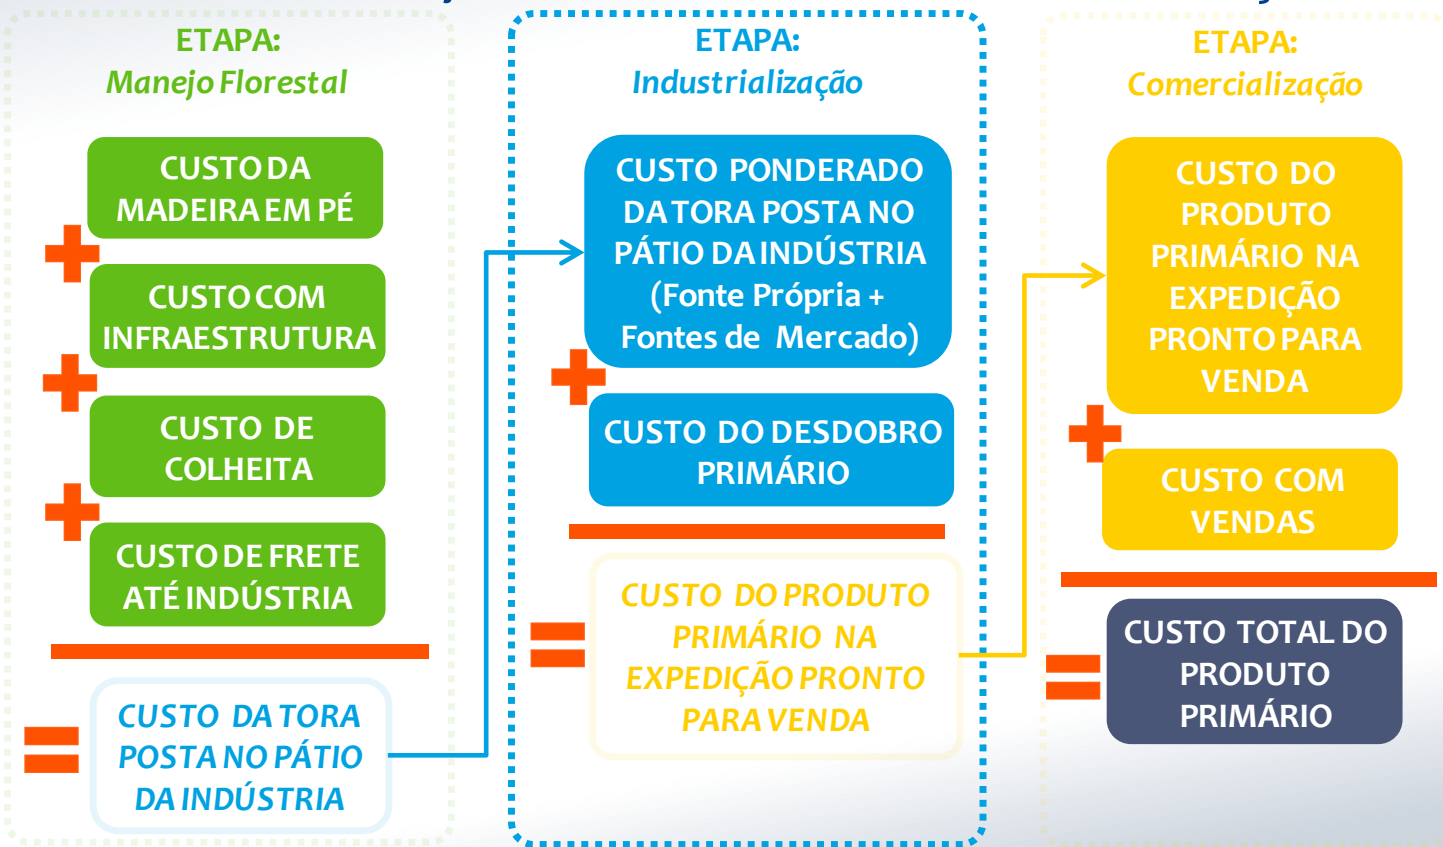 ETAPA:
Manejo Florestal
CUSTO DA
MADEIRA EM PÉ
CUSTO COM
INFRAESTRUTURA
CUSTO DE
COLHEITA
CUSTO DE FRETE
ATÉ INDÚSTRIA
CUSTO DA TORA
POSTA NO PÁTIO
DA INDÚSTRIA
ETAPA:
Industrialização
CUSTO PONDERADO
DA TORA POSTA NO
PÁTIO DA INDÚSTRIA
(Fonte Própria +
Fontes de Mercado)
CUSTO DO DESDOBRO
PRIMÁRIO
CUSTO DO PRODUTO
PRIMÁRIO NA
EXPEDIÇÃO PRONTO
PARA VENDA
ETAPA:
Comercialização
CUSTO DO
PRODUTO
PRIMÁRIO NA
EXPEDIÇÃO
PRONTO PARA
VENDA
CUSTO COM
VENDAS
CUSTO TOTAL DO
PRODUTO
PRIMÁRIO